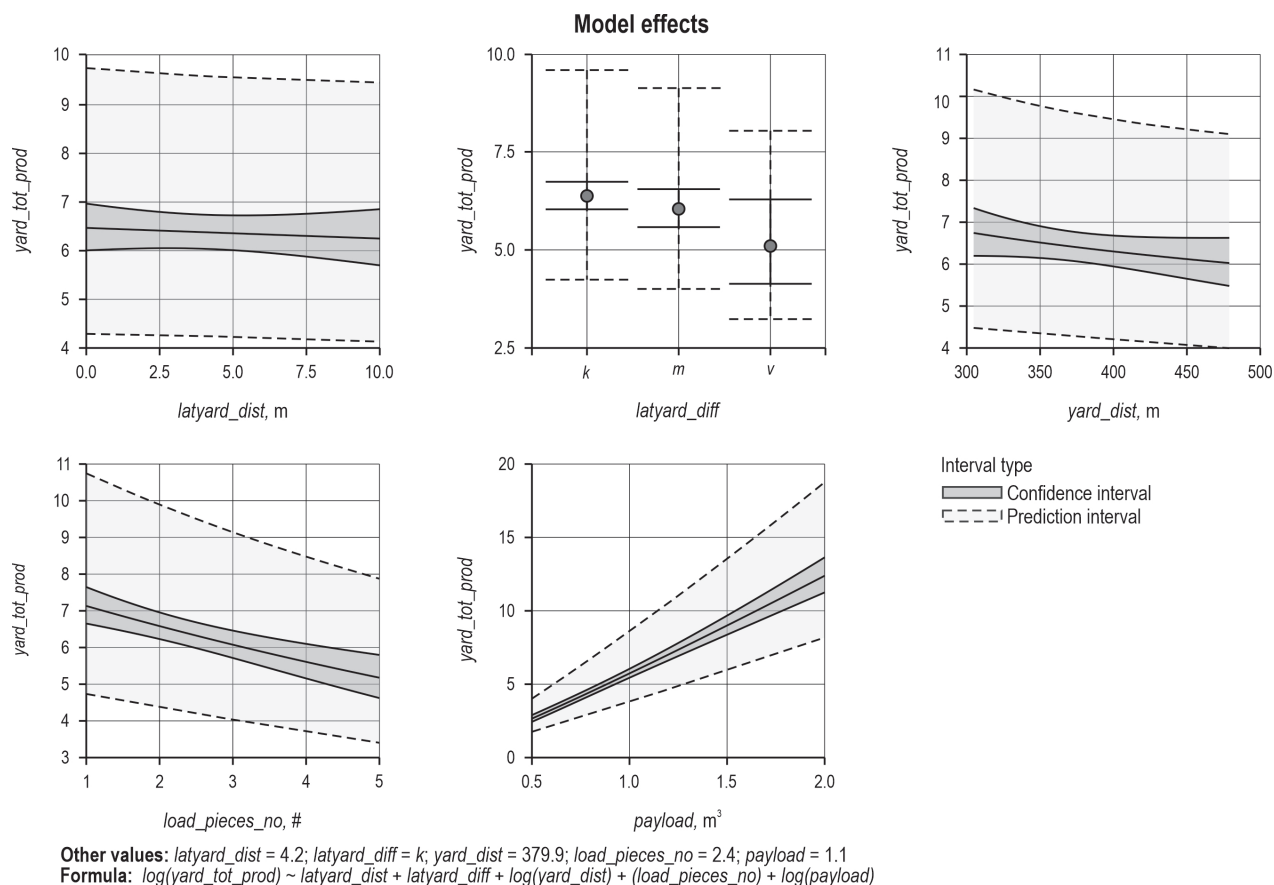 Model effects
10
9
8
7
6
5
4
yard_tot_prod
0.0 2.5 5.0 7.5 10.0
latyard_dist, m
10.0
7.5
5.0
2.5
yard_tot_prod
k m v
latyard_diff
11
10
9
8
7
6
5
4
yard_tot_prod
300 350 400 450 500
yard_dist, m
11
10
9
8
7
6
5
4
3
yard_tot_prod
1 2 3 4 5
load_pieces_no, #
20
15
10
5
0
yard_tot_prod
0.5 1.0 1.5 2.0
payload, m³
Interval type
Confidence interval
Prediction interval
Other values: latyard_dist = 4.2; latyard_diff = k; yard_dist = 379.9; load_pieces_no = 2.4; payload = 1.1
Formula: log(yard_tot_prod) ~ latyard_dist + latyard_diff + log(yard_dist) + (load_pieces_no) + log(payload)